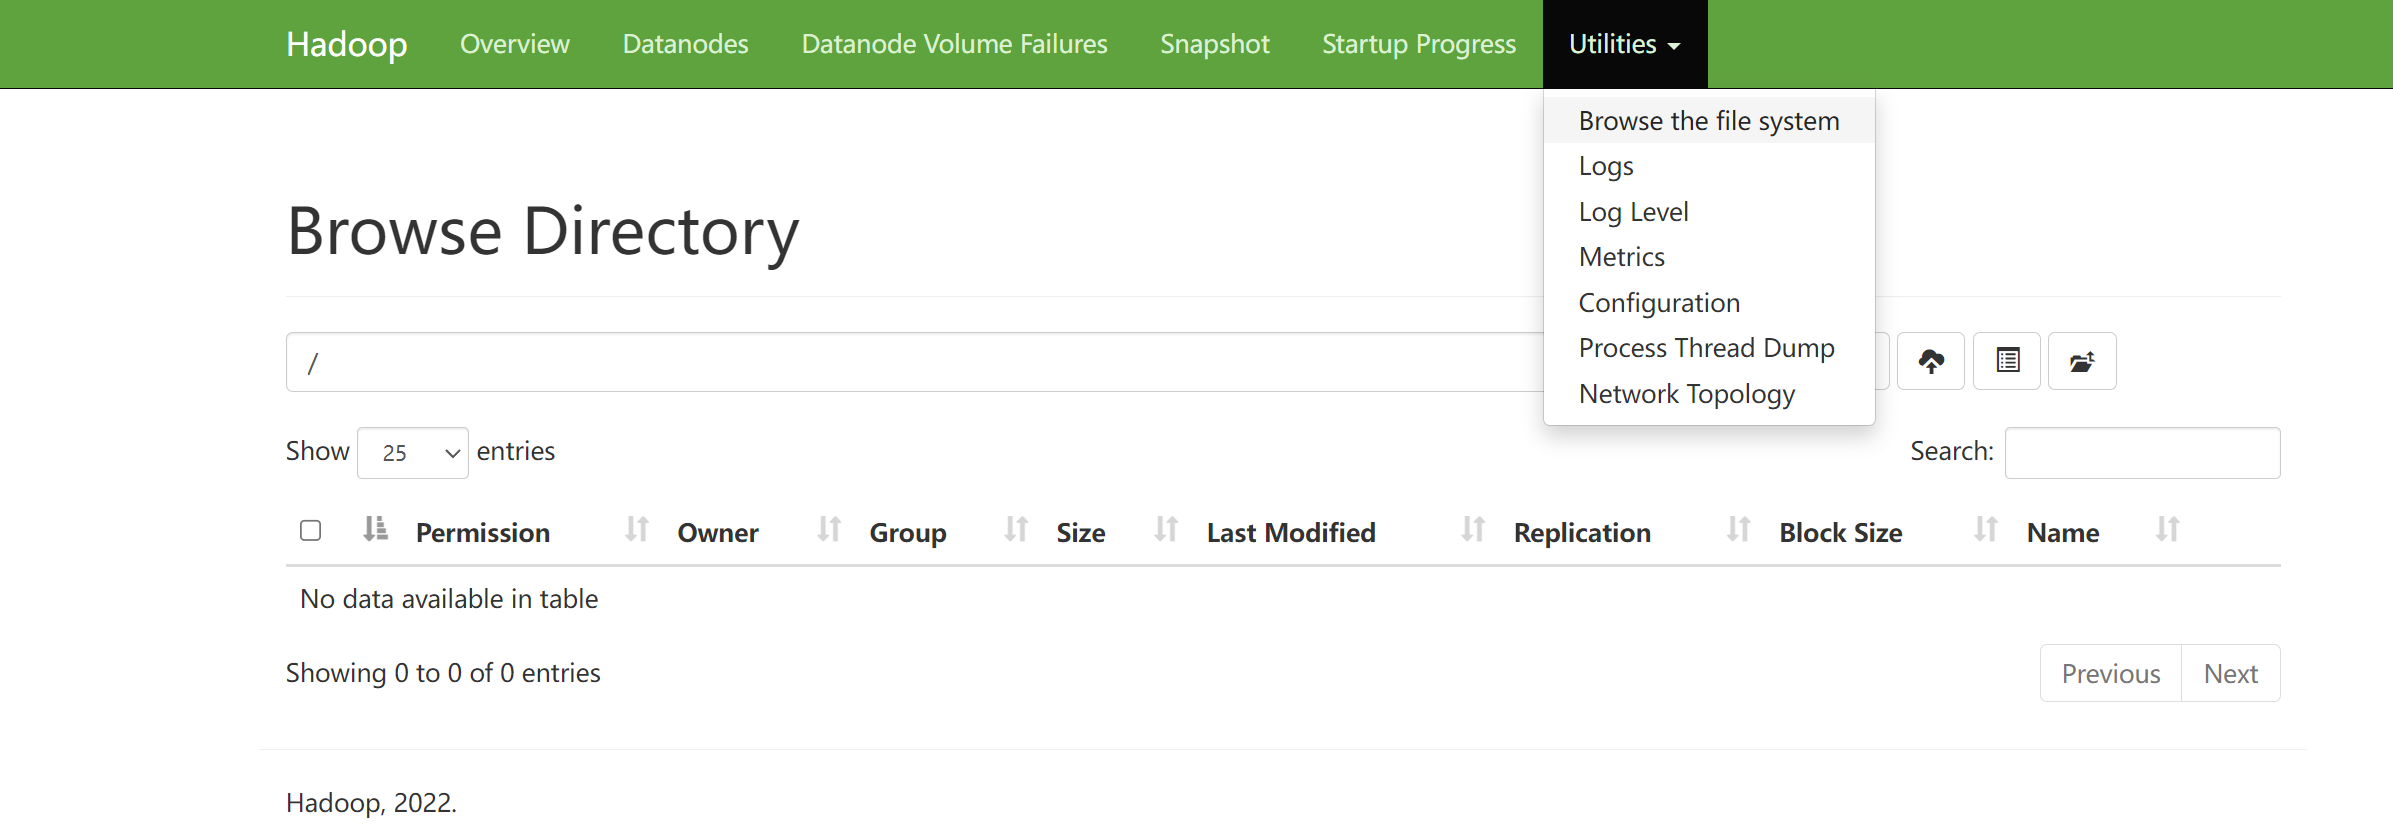 Hadoop Overview Datanodes Datanode Volume Failures Snapshot Startup Progress Utilities
Browse the file system
Logs
Log Level
Metrics
Configuration
Process Thread Dump
Network Topology
Browse Directory
/
Show 25 entries
Search:
Permission Owner Group Size Last Modified Replication Block Size Name
No data available in table
Showing 0 to 0 of 0 entries
Previous Next
Hadoop, 2022.